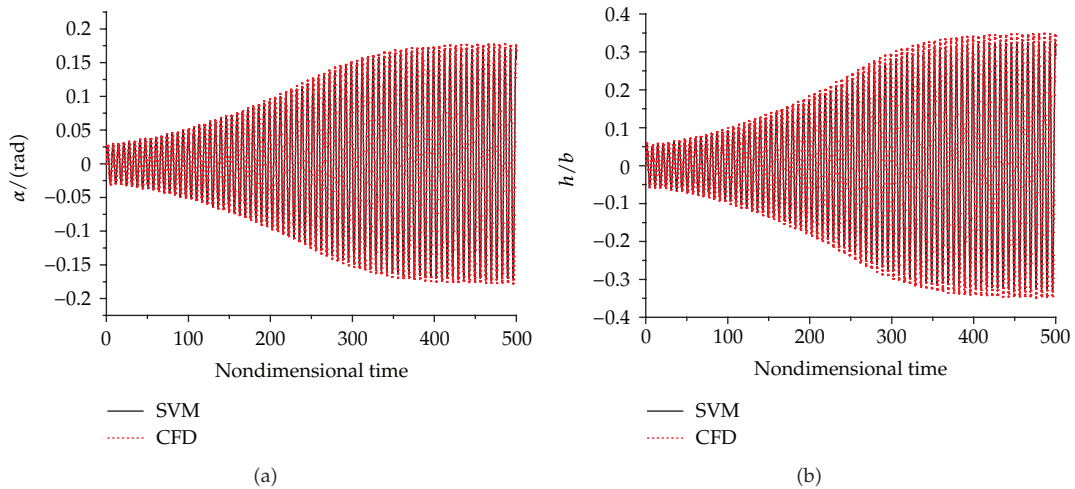 0.2
0.15
0.1
0.05
0
−0.05
−0.1
−0.15
−0.2
α/(rad)
0 100 200 300 400 500
Nondimensional time
SVM
CFD
(a)
0.4
0.3
0.2
0.1
0
−0.1
−0.2
−0.3
−0.4
h/b
0 100 200 300 400 500
Nondimensional time
SVM
CFD
(b)